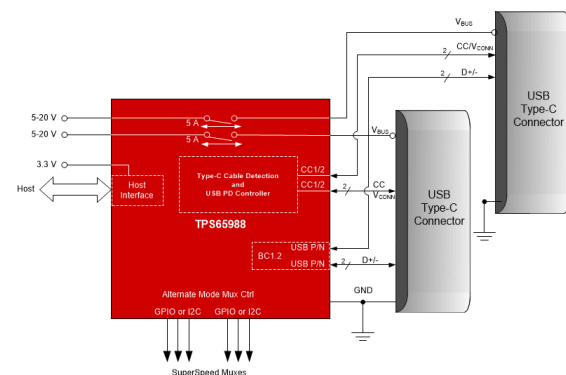 VBUS
2
CC/VCONN
2
D+/-
USB
Type-C
Connector
5-20 V
5 A
5-20 V
5 A
VBUS
3.3 V
Host
Host
Interface
Type-C Cable Detection
and
USB PD Controller
CC1/2
CC1/2
2
CC
VCONN
USB
Type-C
Connector
TPS65988
BC1.2
USB P/N
USB P/N
2
D+/-
GND
Alternate Mode Mux Ctrl
GPIO or I2C
GPIO or I2C
SuperSpeed Muxes